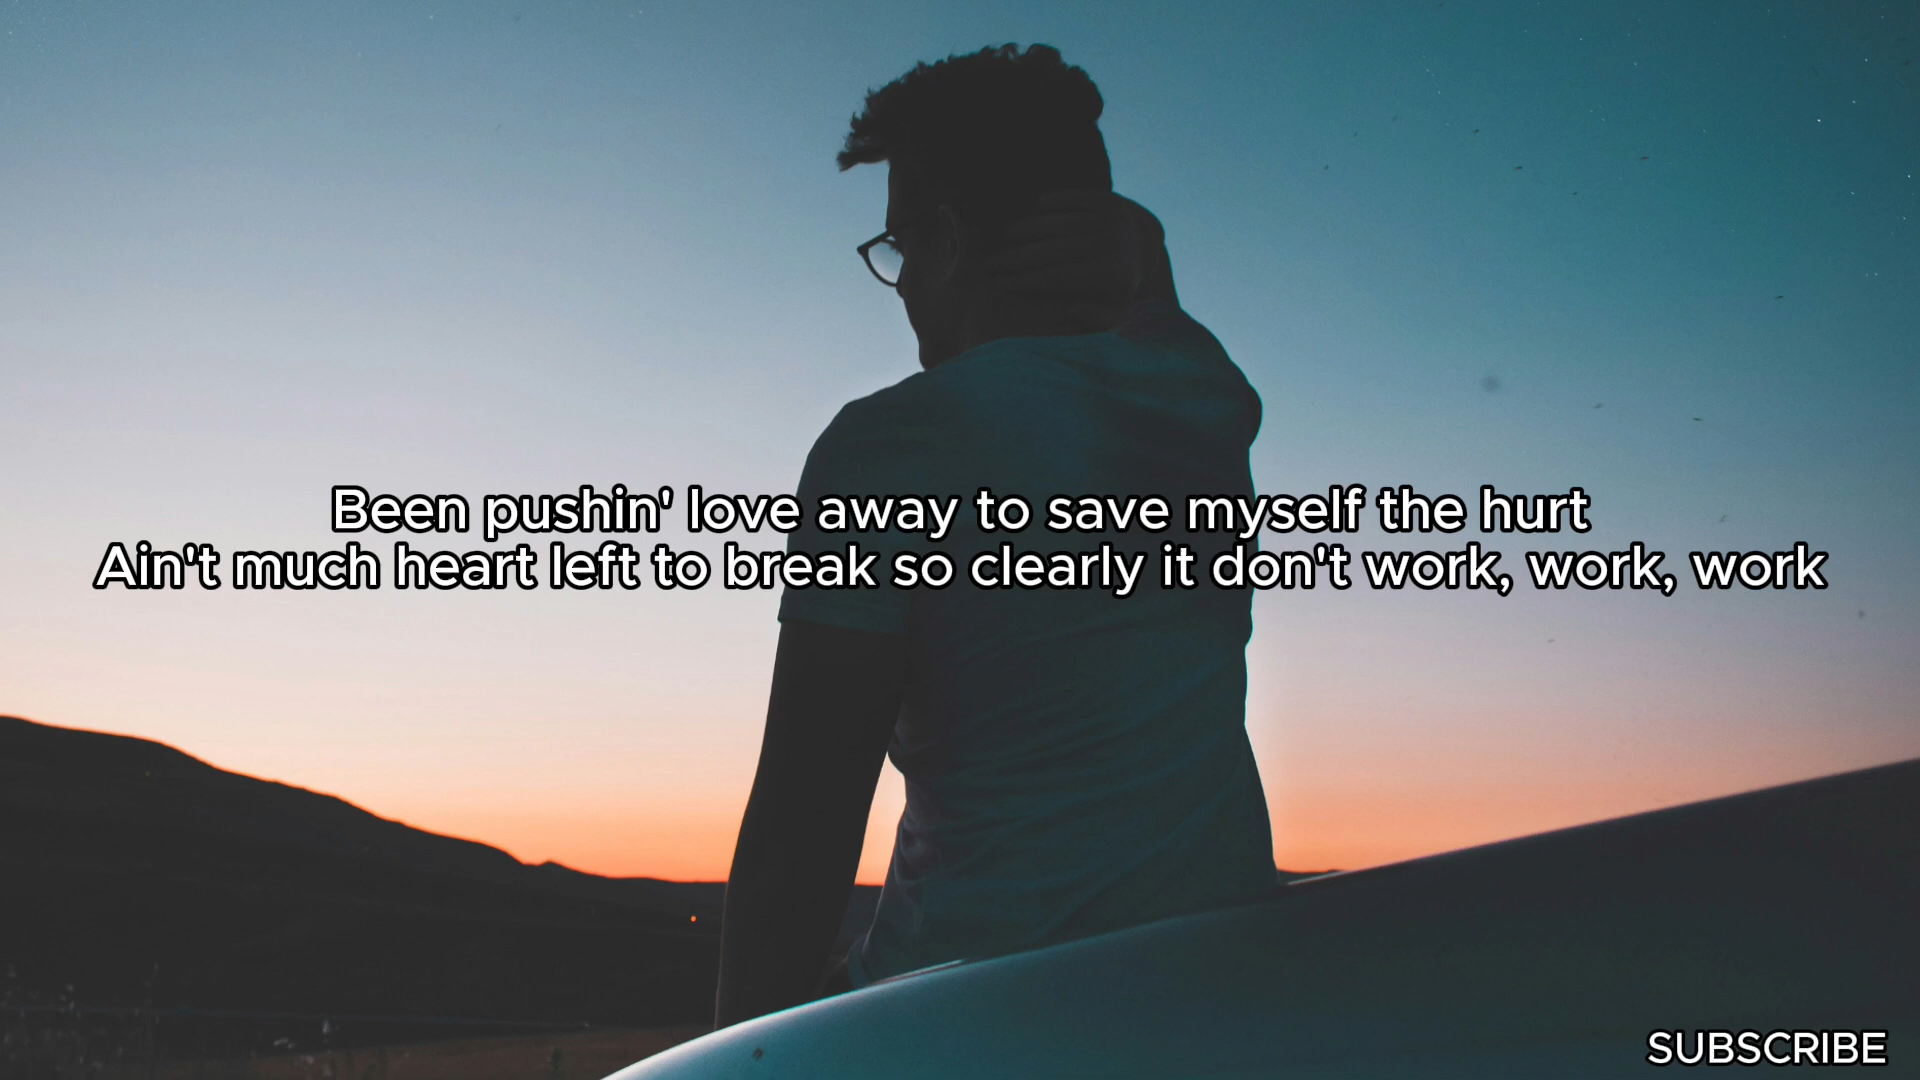 Been pushin' love away to save myself the hurt
Ain't much heart left to break so clearly it don't work, work, work
SUBSCRIBE